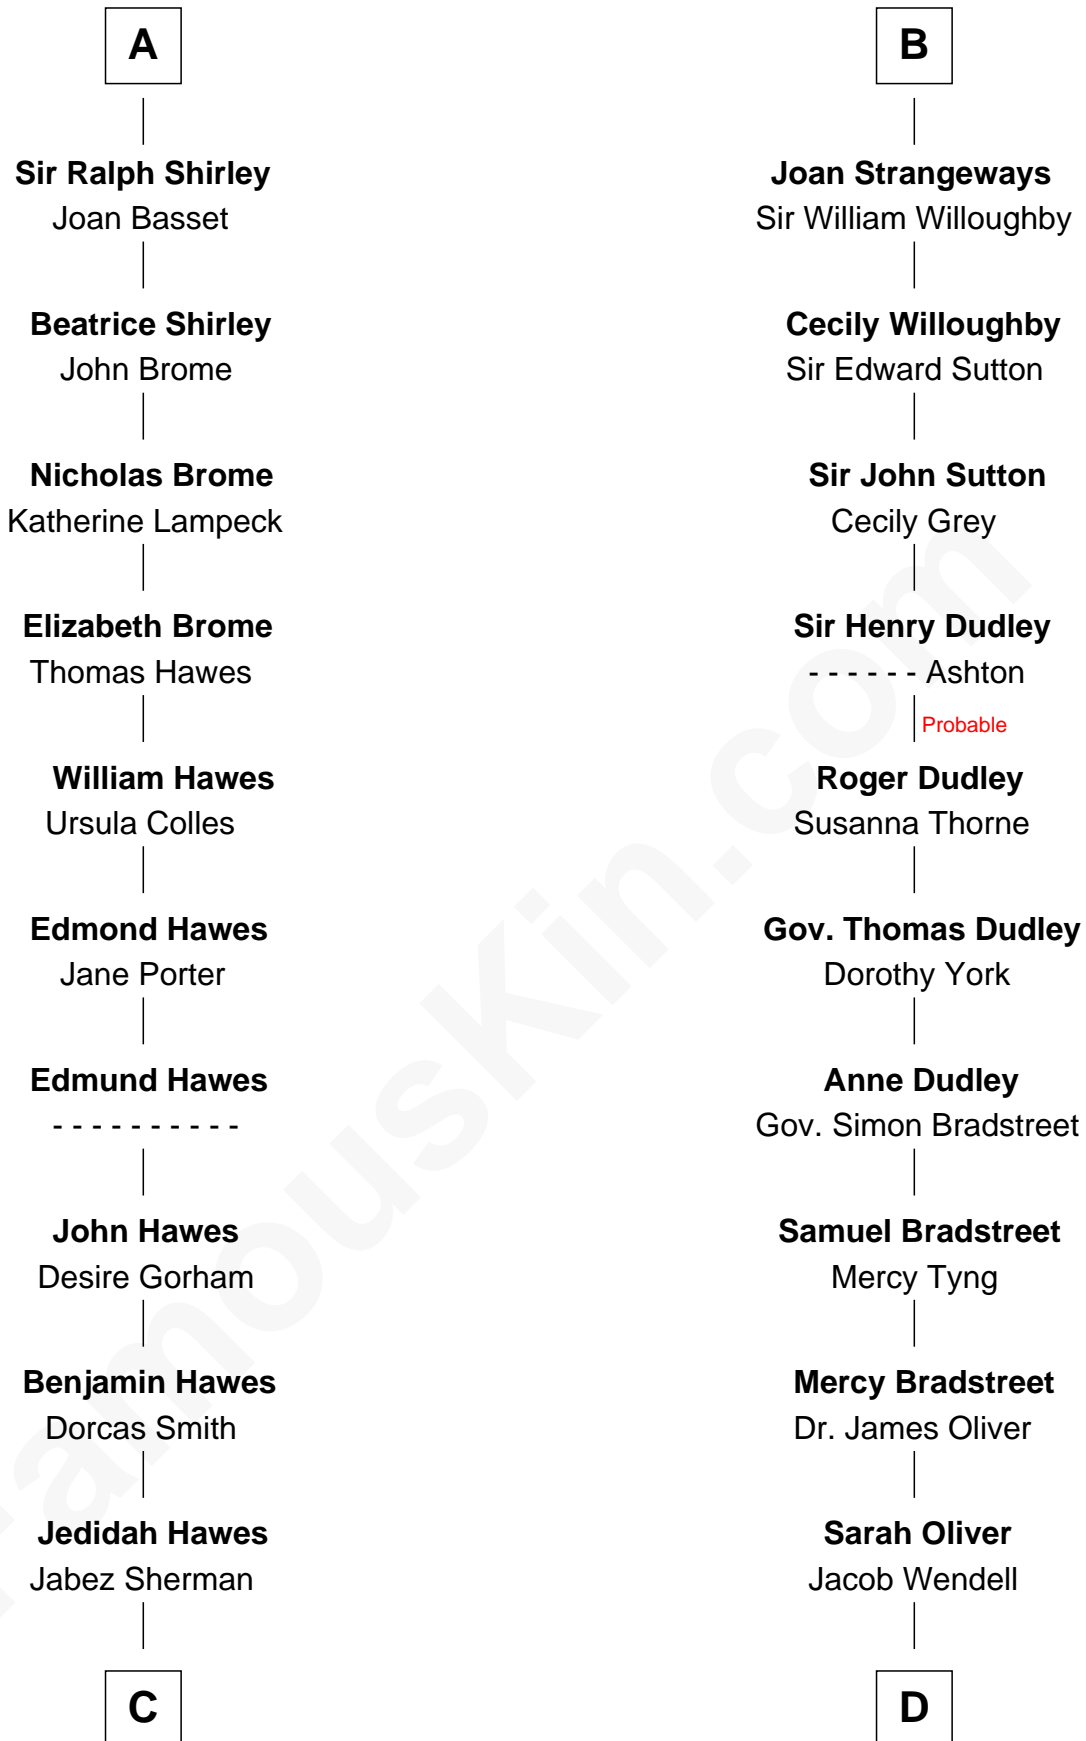 A
Sir Ralph Shirley
Joan Basset
Beatrice Shirley
John Brome
Nicholas Brome
Katherine Lampeck
Elizabeth Brome
Thomas Hawes
William Hawes
Ursula Colles
Edmond Hawes
Jane Porter
Edmund Hawes
- - - - - - - - - -
John Hawes
Desire Gorham
Benjamin Hawes
Dorcas Smith
Jedidah Hawes
Jabez Sherman
C
B
Joan Strangeways
Sir William Willoughby
Cecily Willoughby
Sir Edward Sutton
Sir John Sutton
Cecily Grey
Sir Henry Dudley
- - - - - - Ashton
Probable
Roger Dudley
Susanna Thorne
Gov. Thomas Dudley
Dorothy York
Anne Dudley
Gov. Simon Bradstreet
Samuel Bradstreet
Mercy Tyng
Mercy Bradstreet
Dr. James Oliver
Sarah Oliver
Jacob Wendell
D
FamousKin.com